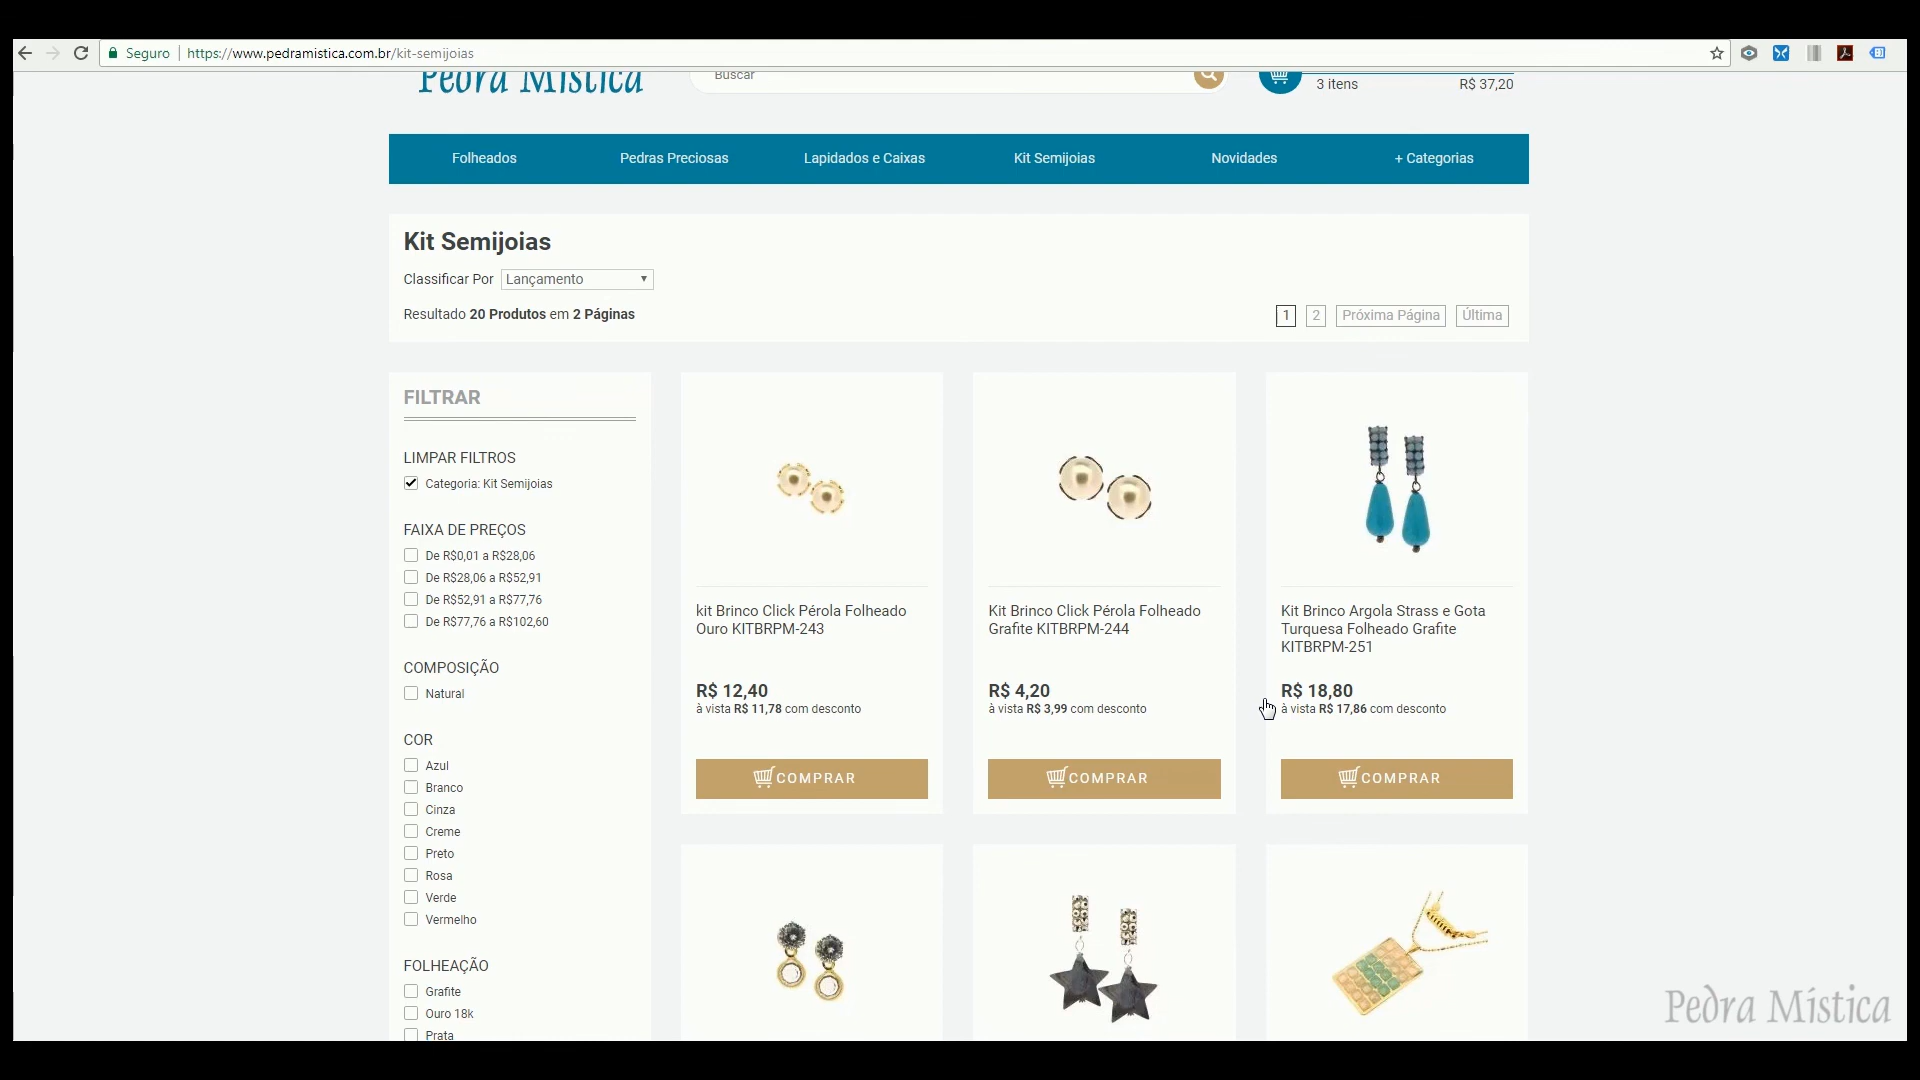 Seguro https://www.pedramistica.com.br/kit-semijoias
Pedra Mística
Buscar
3 itens R$ 37,20
Folheados Pedras Preciosas Lapidados e Caixas Kit Semijoias Novidades + Categorias
Kit Semijoias
Classificar Por Lançamento
Resultado 20 Produtos em 2 Páginas
1 2 Próxima Página Última
FILTRAR
LIMPAR FILTROS
Categoria: Kit Semijoias
FAIXA DE PREÇOS
De R$0,01 a R$28,06
De R$28,06 a R$52,91
De R$52,91 a R$77,76
De R$77,76 a R$102,60
COMPOSIÇÃO
Natural
COR
Azul
Branco
Cinza
Creme
Preto
Rosa
Verde
Vermelho
FOLHEAÇÃO
Grafite
Ouro 18k
Prata
kit Brinco Click Pérola Folheado
Ouro KITBRPM-243
R$ 12,40
à vista R$ 11,78 com desconto
COMPRAR
Kit Brinco Click Pérola Folheado
Grafite KITBRPM-244
R$ 4,20
à vista R$ 3,99 com desconto
COMPRAR
Kit Brinco Argola Strass e Gota
Turquesa Folheado Grafite
KITBRPM-251
R$ 18,80
à vista R$ 17,86 com desconto
COMPRAR
Pedra Mística